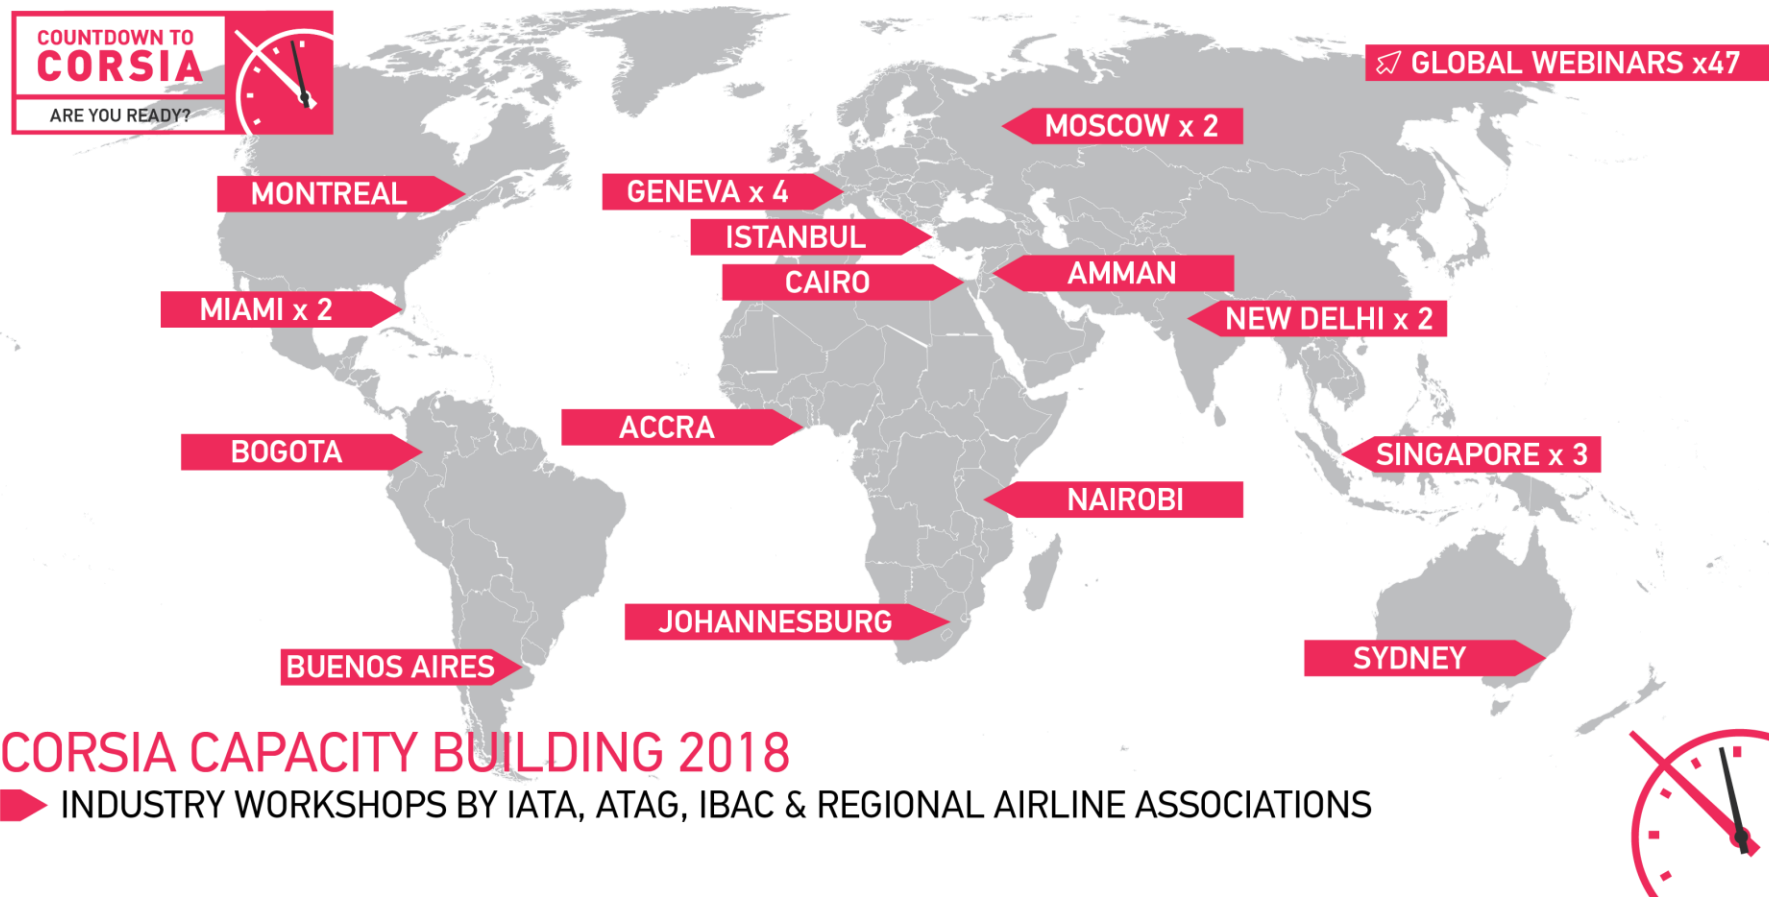 COUNTDOWN TO
CORSIA
ARE YOU READY?
GLOBAL WEBINARS x47
MOSCOW x 2
MONTREAL
GENEVA x 4
ISTANBUL
CAIRO
AMMAN
MIAMI x 2
NEW DELHI x 2
ACCRA
BOGOTA
SINGAPORE x 3
NAIROBI
JOHANNESBURG
BUENOS AIRES
SYDNEY
CORSIA CAPACITY BUILDING 2018
INDUSTRY WORKSHOPS BY IATA, ATAG, IBAC & REGIONAL AIRLINE ASSOCIATIONS